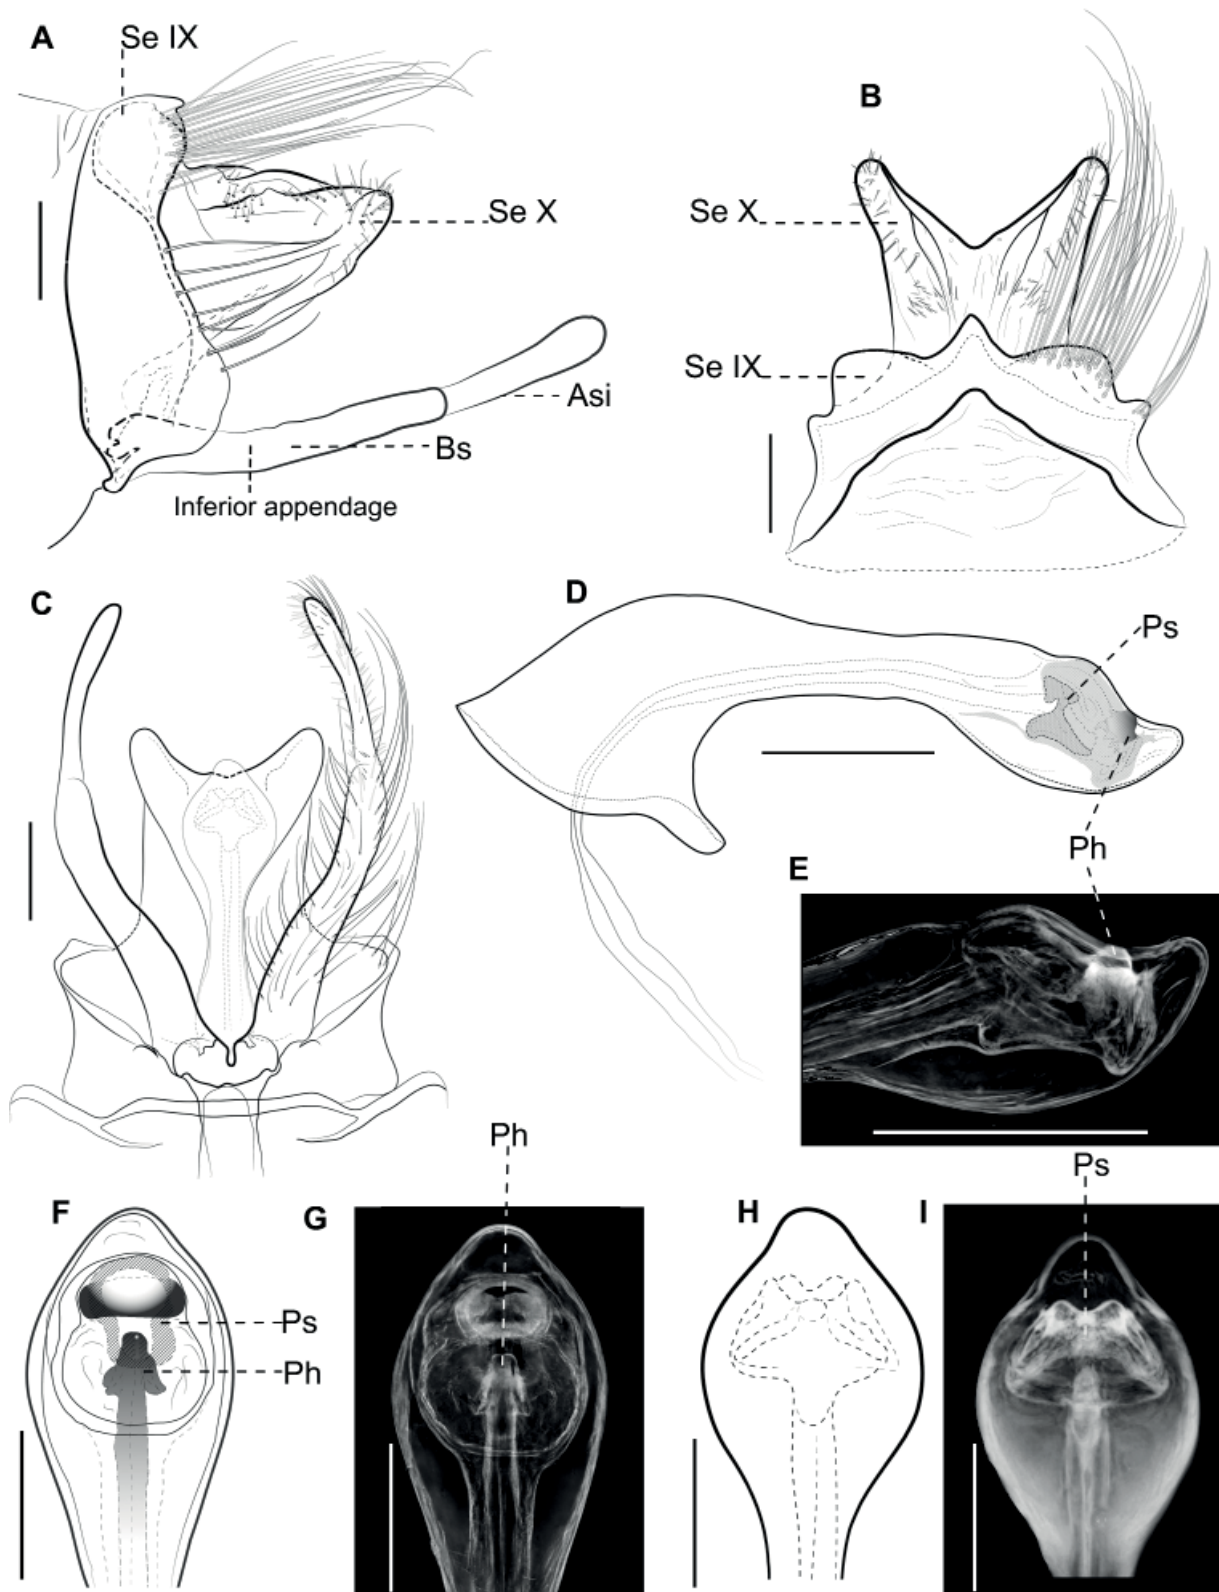 A
Se IX
B
Se X
Se X
Se IX
Asi
Bs
Inferior appendage
C
D
Ps
Ph
E
Ph
Ps
F
G
H
I
Ps
Ph